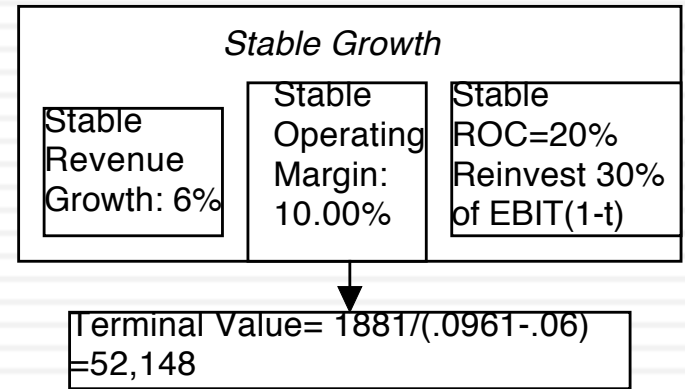 Stable Growth
Stable
Revenue
Growth: 6%
Stable
Operating
Margin:
10.00%
Stable
ROC=20%
Reinvest 30%
of EBIT(1-t)
Terminal Value= 1881/(.0961-.06)
=52,148